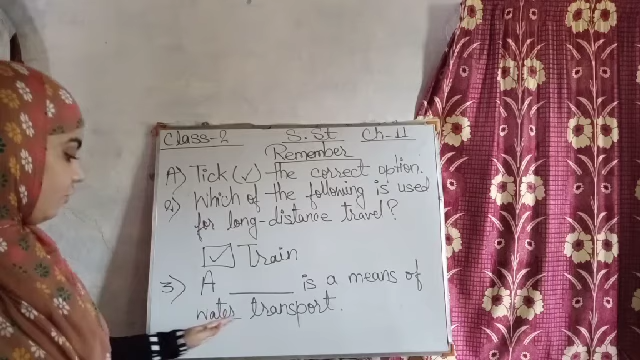 Class-2 S.St Ch-11
Remember
A) Tick (✓) the correct option.
2) Which of the following is used
for long-distance travel?
☑ Train
3) A ______ is a means of
water transport.